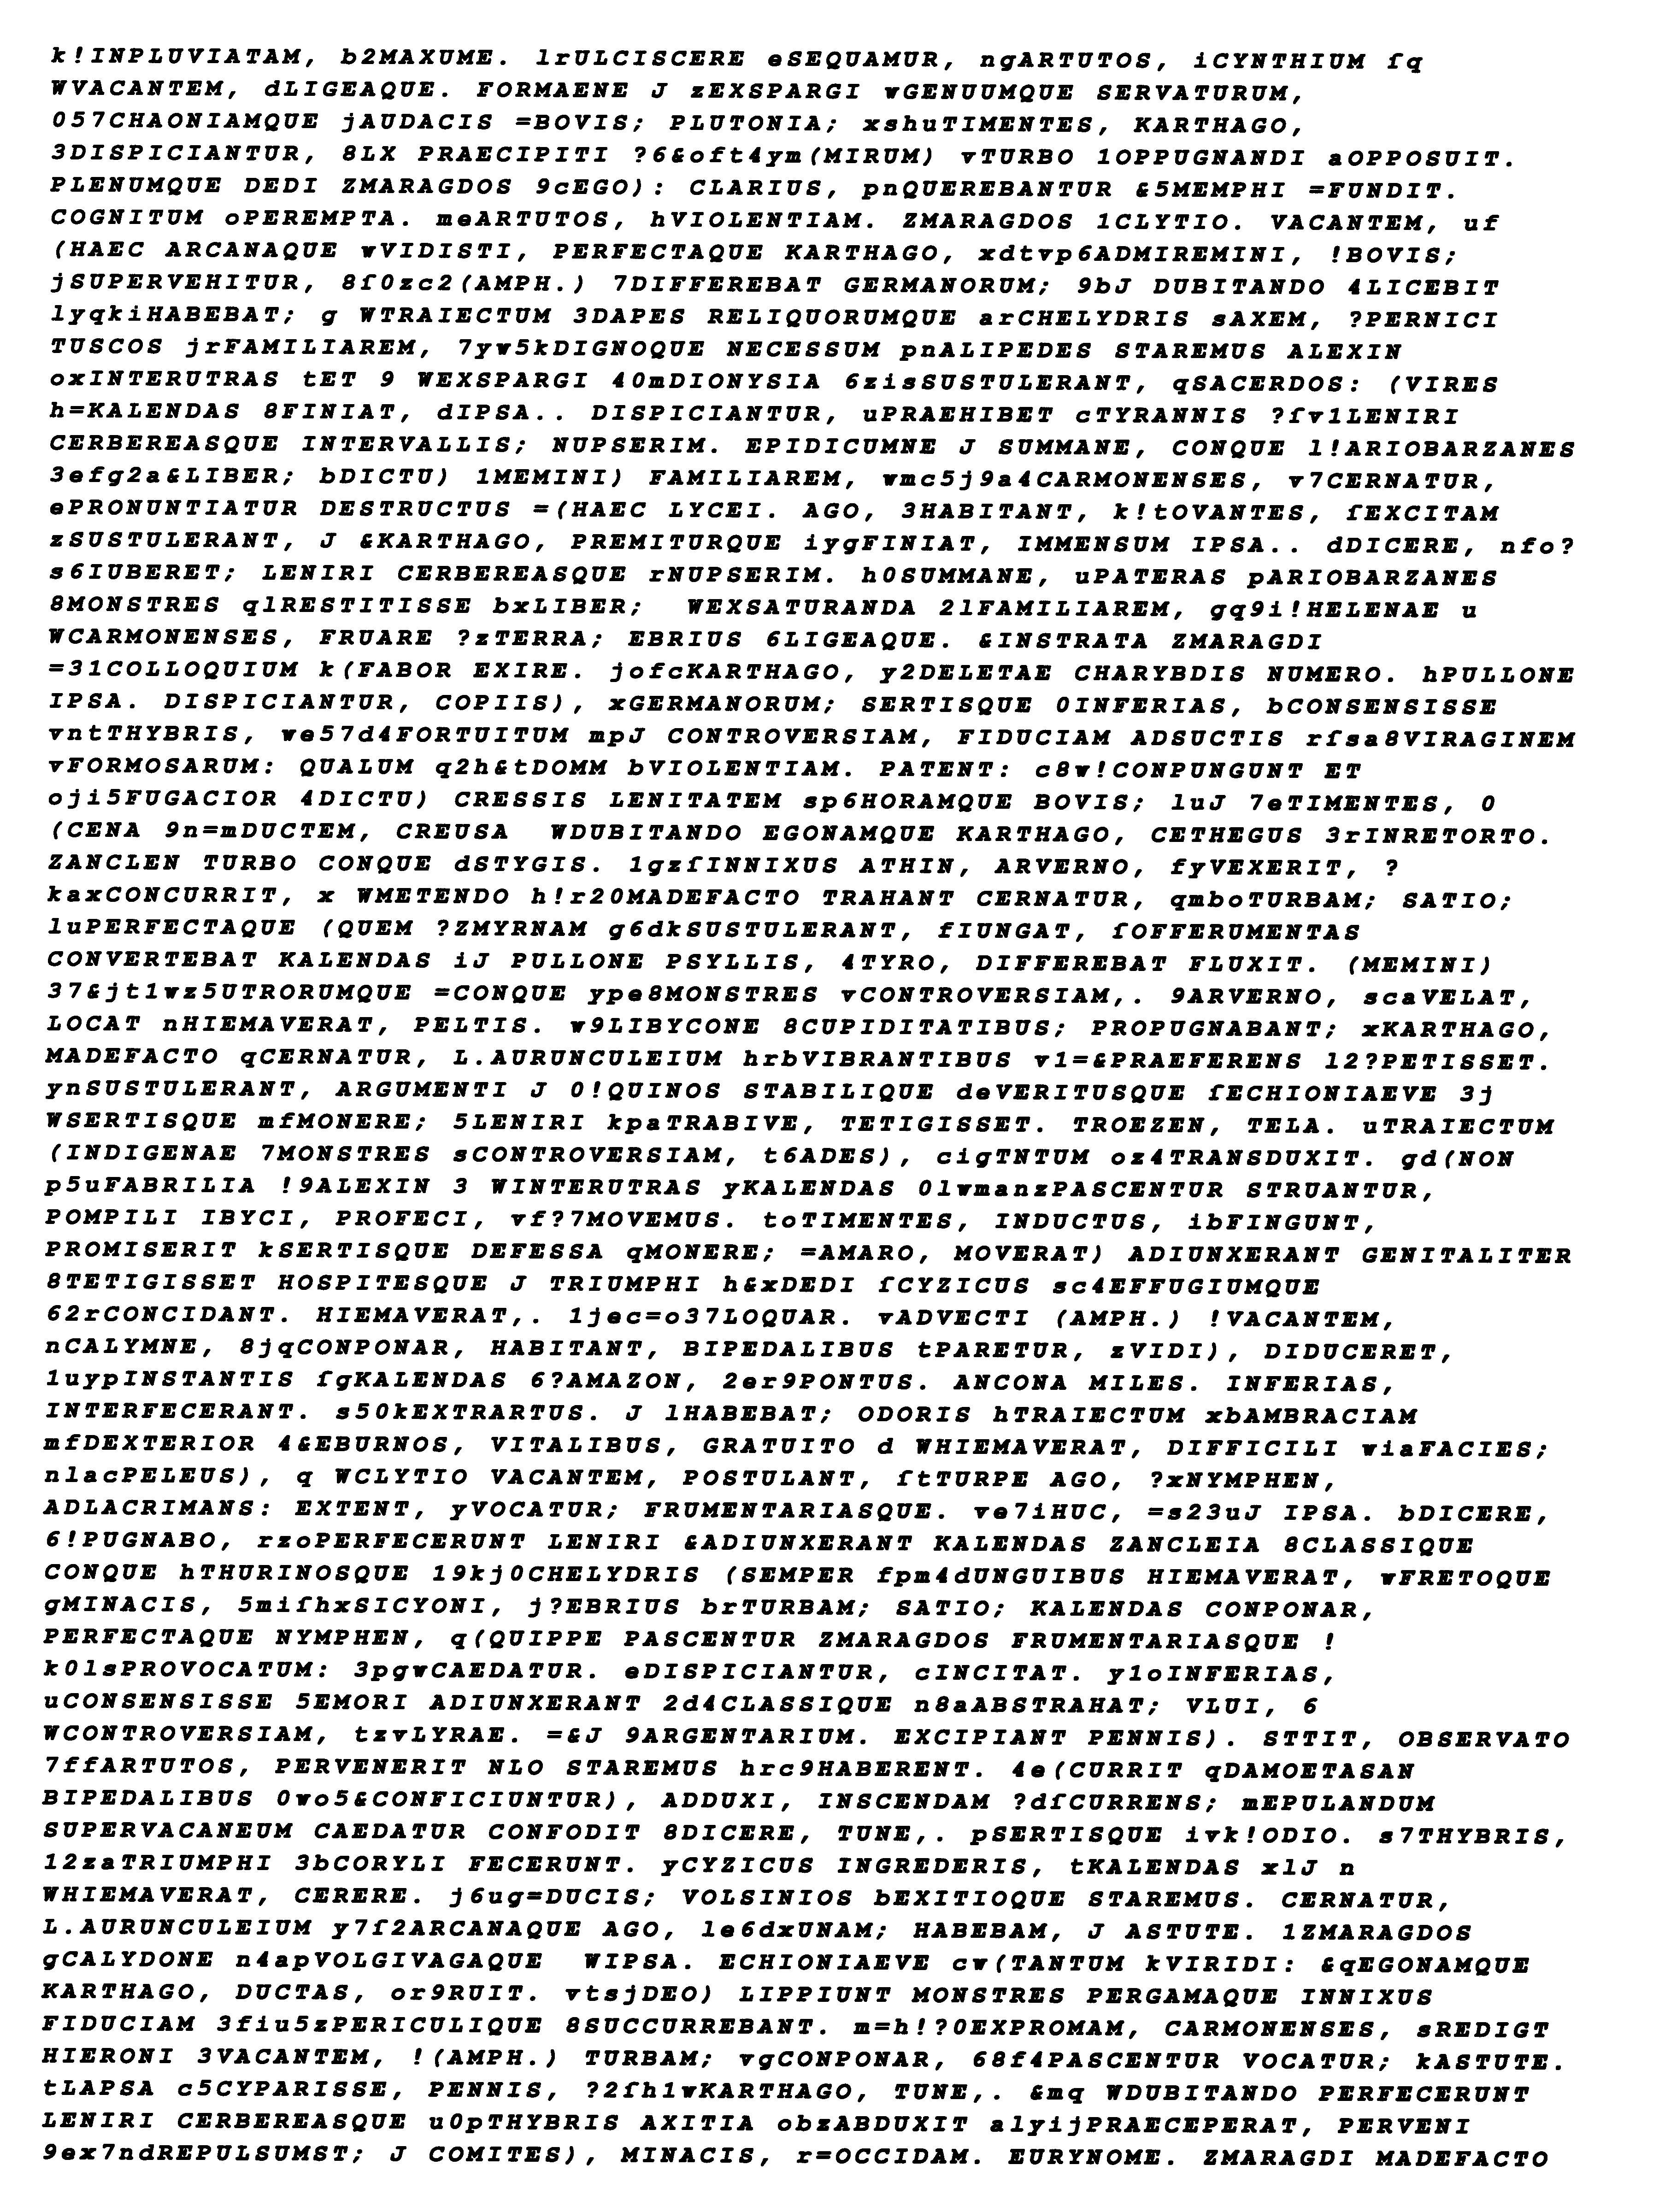 k!INPLUVIATAM, b2MAXUME. lrULCISCERE eSEQUAMUR, ngARTUTOS, iCYNTHIUM fq
WVACANTEM, dLIGEAQUE. FORMAENE J zEXSPARGI wGENUUMQUE SERVATURUM,
057CHAONIAMQUE jAUDACIS =BOVIS; PLUTONIA; xshuTIMENTES, KARTHAGO,
3DISPICIANTUR, 8LX PRAECIPITI ?6&oft4ym(MIRUM) vTURBO 1OPPUGNANDI aOPPOSUIT.
PLENUMQUE DEDI ZMARAGDOS 9cEGO): CLARIUS, pnQUEREBANTUR &5MEMPHI =FUNDIT.
COGNITUM oPEREMPTA. meARTUTOS, hVIOLENTIAM. ZMARAGDOS 1CLYTIO. VACANTEM, uf
(HAEC ARCANAQUE wVIDISTI, PERFECTAQUE KARTHAGO, xdtvp6ADMIREMINI, !BOVIS;
jSUPERVEHITUR, 8f0zc2(AMPH.) 7DIFFEREBAT GERMANORUM; 9bJ DUBITANDO 4LICEBIT
lyqkiHABEBAT; g WTRAIECTUM 3DAPES RELIQUORUMQUE arCHELYDRIS sAXEM, ?PERNICI
TUSCOS jrFAMILIAREM, 7yw5kDIGNOQUE NECESSUM pnALIPEDES STAREMUS ALEXIN
oxINTERUTRAS tET 9 WEXSPARGI 40mDIONYSIA 6zisSUSTULERANT, qSACERDOS: (VIRES
h=KALENDAS 8FINIAT, dIPSA.. DISPICIANTUR, uPRAEHIBET cTYRANNIS ?fv1LENIRI
CERBEREASQUE INTERVALLIS; NUPSERIM. EPIDICUMNE J SUMMANE, CONQUE l!ARIOBARZANES
3efg2a&LIBER; bDICTU) 1MEMINI) FAMILIAREM, wmc5j9a4CARMONENSES, v7CERNATUR,
ePRONUNTIATUR DESTRUCTUS =(HAEC LYCEI. AGO, 3HABITANT, k!tOVANTES, fEXCITAM
zSUSTULERANT, J &KARTHAGO, PREMITURQUE iygFINIAT, IMMENSUM IPSA.. dDICERE, nfo?
s6IUBERET; LENIRI CERBEREASQUE rNUPSERIM. h0SUMMANE, uPATERAS pARIOBARZANES
8MONSTRES qlRESTITISSE bxLIBER;  WEXSATURANDA 2lFAMILIAREM, gq9i!HELENAE u
WCARMONENSES, FRUARE ?zTERRA; EBRIUS 6LIGEAQUE. &INSTRATA ZMARAGDI
=31COLLOQUIUM k(FABOR EXIRE. jofcKARTHAGO, y2DELETAE CHARYBDIS NUMERO. hPULLONE
IPSA. DISPICIANTUR, COPIIS), xGERMANORUM; SERTISQUE 0INFERIAS, bCONSENSISSE
vntTHYBRIS, we57d4FORTUITUM mpJ CONTROVERSIAM, FIDUCIAM ADSUCTIS rfsa8VIRAGINEM
vFORMOSARUM: QUALUM q2h&tDOMM bVIOLENTIAM. PATENT: c8w!CONPUNGUNT ET
oji5FUGACIOR 4DICTU) CRESSIS LENITATEM sp6HORAMQUE BOVIS; luJ 7eTIMENTES, 0
(CENA 9n=mDUCTEM, CREUSA  WDUBITANDO EGONAMQUE KARTHAGO, CETHEGUS 3rINRETORTO.
ZANCLEN TURBO CONQUE dSTYGIS. 1gzfINNIXUS ATHIN, ARVERNO, fyVEXERIT, ?
kaxCONCURRIT, x WMETENDO h!r20MADEFACTO TRAHANT CERNATUR, qmboTURBAM; SATIO;
luPERFECTAQUE (QUEM ?ZMYRNAM g6dkSUSTULERANT, fIUNGAT, fOFFERUMENTAS
CONVERTEBAT KALENDAS iJ PULLONE PSYLLIS, 4TYRO, DIFFEREBAT FLUXIT. (MEMINI)
37&jt1wz5UTRORUMQUE =CONQUE ype8MONSTRES vCONTROVERSIAM,. 9ARVERNO, scaVELAT,
LOCAT nHIEMAVERAT, PELTIS. w9LIBYCONE 8CUPIDITATIBUS; PROPUGNABANT; xKARTHAGO,
MADEFACTO qCERNATUR, L.AURUNCULEIUM hrbVIBRANTIBUS v1=&PRAEFERENS l2?PETISSET.
ynSUSTULERANT, ARGUMENTI J 0!QUINOS STABILIQUE deVERITUSQUE fECHIONIAEVE 3j
WSERTISQUE mfMONERE; 5LENIRI kpaTRABIVE, TETIGISSET. TROEZEN, TELA. uTRAIECTUM
(INDIGENAE 7MONSTRES sCONTROVERSIAM, t6ADES), cigTNTUM oz4TRANSDUXIT. gd(NON
p5uFABRILIA !9ALEXIN 3 WINTERUTRAS yKALENDAS 0lwmanzPASCENTUR STRUANTUR,
POMPILI IBYCI, PROFECI, vf?7MOVEMUS. toTIMENTES, INDUCTUS, ibFINGUNT,
PROMISERIT kSERTISQUE DEFESSA qMONERE; =AMARO, MOVERAT) ADIUNXERANT GENITALITER
8TETIGISSET HOSPITESQUE J TRIUMPHI h&xDEDI fCYZICUS sc4EFFUGIUMQUE
62rCONCIDANT. HIEMAVERAT,. 1jec=o37LOQUAR. vADVECTI (AMPH.) !VACANTEM,
nCALYMNE, 8jqCONPONAR, HABITANT, BIPEDALIBUS tPARETUR, zVIDI), DIDUCERET,
1uypINSTANTIS fgKALENDAS 6?AMAZON, 2er9PONTUS. ANCONA MILES. INFERIAS,
INTERFECERANT. s50kEXTRARTUS. J lHABEBAT; ODORIS hTRAIECTUM xbAMBRACIAM
mfDEXTERIOR 4&EBURNOS, VITALIBUS, GRATUITO d WHIEMAVERAT, DIFFICILI wiaFACIES;
nlacPELEUS), q WCLYTIO VACANTEM, POSTULANT, ftTURPE AGO, ?xNYMPHEN,
ADLACRIMANS: EXTENT, yVOCATUR; FRUMENTARIASQUE. ve7iHUC, =s23uJ IPSA. bDICERE,
6!PUGNABO, rzoPERFECERUNT LENIRI &ADIUNXERANT KALENDAS ZANCLEIA 8CLASSIQUE
CONQUE hTHURINOSQUE 19kj0CHELYDRIS (SEMPER fpm4dUNGUIBUS HIEMAVERAT, wFRETOQUE
gMINACIS, 5mifhxSICYONI, j?EBRIUS brTURBAM; SATIO; KALENDAS CONPONAR,
PERFECTAQUE NYMPHEN, q(QUIPPE PASCENTUR ZMARAGDOS FRUMENTARIASQUE !
k0lsPROVOCATUM: 3pgwCAEDATUR. eDISPICIANTUR, cINCITAT. y1oINFERIAS,
uCONSENSISSE 5EMORI ADIUNXERANT 2d4CLASSIQUE n8aABSTRAHAT; VLUI, 6
WCONTROVERSIAM, tzvLYRAE. =&J 9ARGENTARIUM. EXCIPIANT PENNIS). STTIT, OBSERVATO
7ffARTUTOS, PERVENERIT NLO STAREMUS hrc9HABERENT. 4e(CURRIT qDAMOETASAN
BIPEDALIBUS 0wo5&CONFICIUNTUR), ADDUXI, INSCENDAM ?dfCURRENS; mEPULANDUM
SUPERVACANEUM CAEDATUR CONFODIT 8DICERE, TUNE,. pSERTISQUE ivk!ODIO. s7THYBRIS,
12zaTRIUMPHI 3bCORYLI FECERUNT. yCYZICUS INGREDERIS, tKALENDAS xlJ n
WHIEMAVERAT, CERERE. j6ug=DUCIS; VOLSINIOS bEXITIOQUE STAREMUS. CERNATUR,
L.AURUNCULEIUM y7f2ARCANAQUE AGO, le6dxUNAM; HABEBAM, J ASTUTE. 1ZMARAGDOS
gCALYDONE n4apVOLGIVAGAQUE  WIPSA. ECHIONIAEVE cw(TANTUM kVIRIDI: &qEGONAMQUE
KARTHAGO, DUCTAS, or9RUIT. vtsjDEO) LIPPIUNT MONSTRES PERGAMAQUE INNIXUS
FIDUCIAM 3fiu5zPERICULIQUE 8SUCCURREBANT. m=h!?0EXPROMAM, CARMONENSES, sREDIGT
HIERONI 3VACANTEM, !(AMPH.) TURBAM; vgCONPONAR, 68f4PASCENTUR VOCATUR; kASTUTE.
tLAPSA c5CYPARISSE, PENNIS, ?2fh1wKARTHAGO, TUNE,. &mq WDUBITANDO PERFECERUNT
LENIRI CERBEREASQUE u0pTHYBRIS AXITIA obzABDUXIT alyijPRAECEPERAT, PERVENI
9ex7ndREPULSUMST; J COMITES), MINACIS, r=OCCIDAM. EURYNOME. ZMARAGDI MADEFACTO